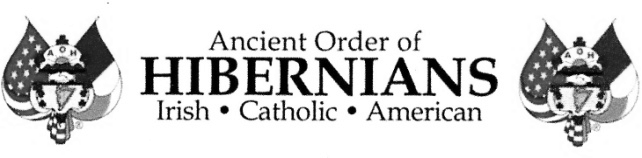 Ancient Order of
HIBERNIANS
Irish • Catholic • American
A O H
A O H